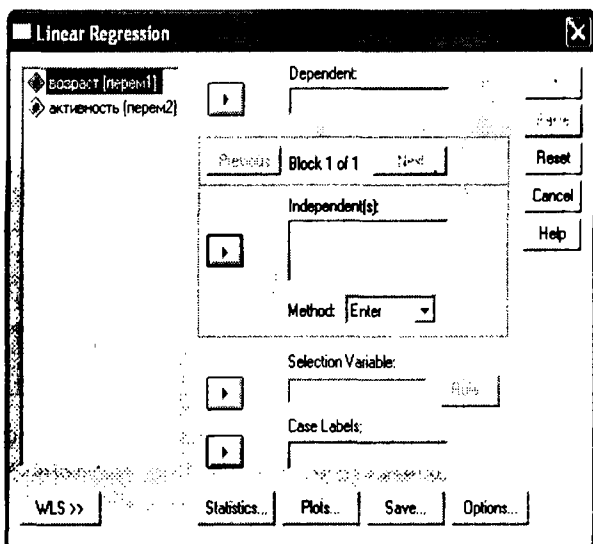 Linear Regression
возраст [перем1]
активность [перем2]
Dependent:
Previous
Block 1 of 1
Next
Independent(s):
Method: Enter
Selection Variable:
Rule...
Case Labels:
Paste
Reset
Cancel
Help
WLS >>
Statistics...
Plots...
Save...
Options...